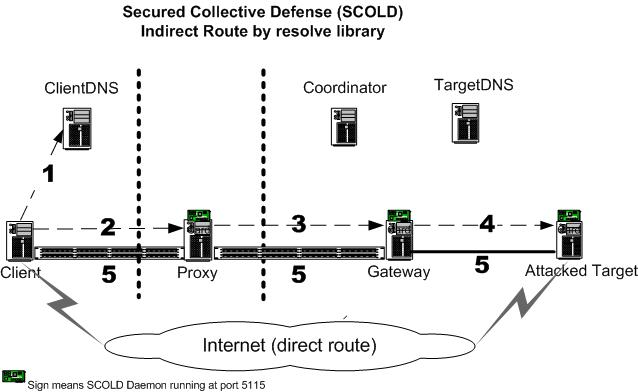 Secured Collective Defense (SCOLD)
Indirect Route by resolve library
ClientDNS
Coordinator
TargetDNS
1
2
3
4
Client
5
Proxy
5
Gateway
5
Attacked Target
Internet (direct route)
Sign means SCOLD Daemon running at port 5115